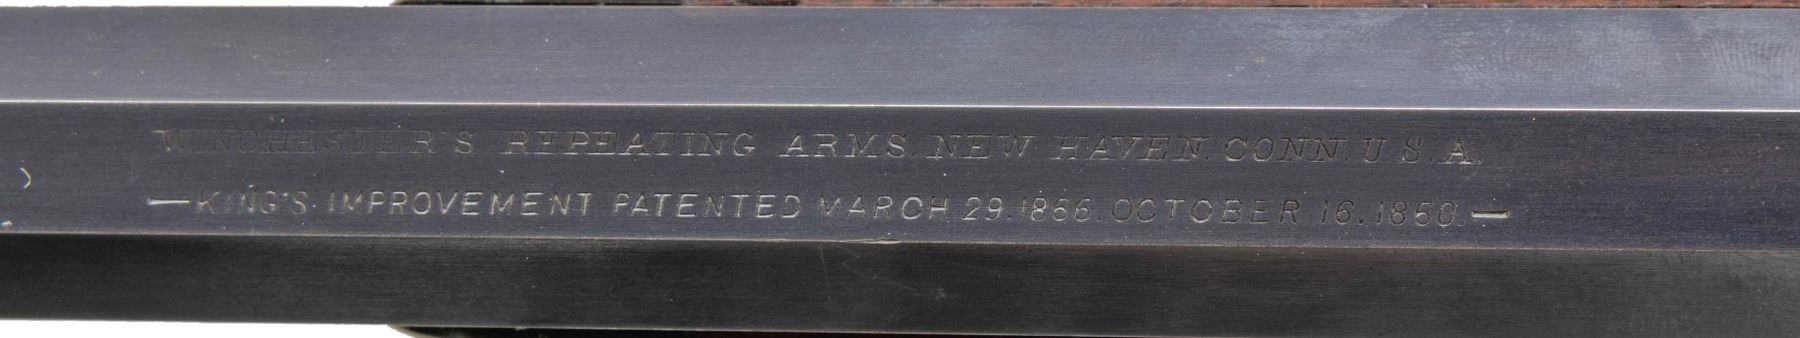 WINCHESTER'S REPEATING ARMS. NEW HAVEN. CONN. U.S.A.
—KING'S IMPROVEMENT PATENTED MARCH 29. 1866. OCTOBER 16. 1860.—